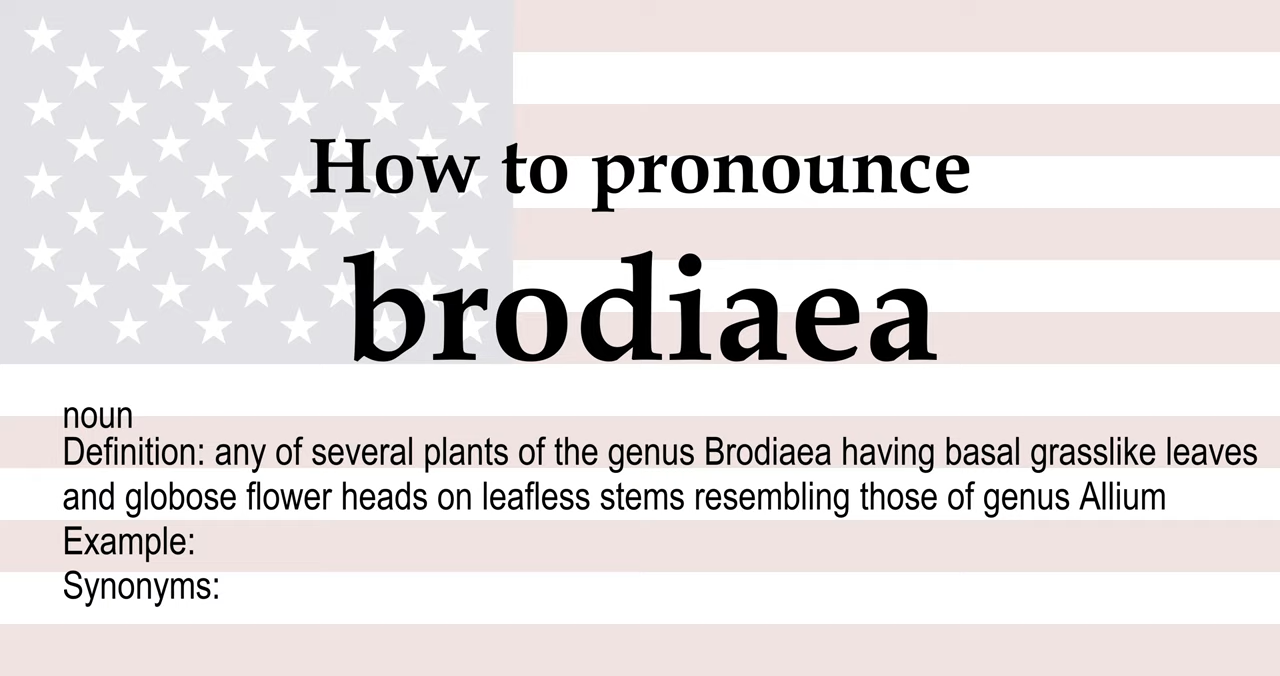 How to pronounce
brodiaea
noun
Definition: any of several plants of the genus Brodiaea having basal grasslike leaves
and globose flower heads on leafless stems resembling those of genus Allium
Example:
Synonyms: